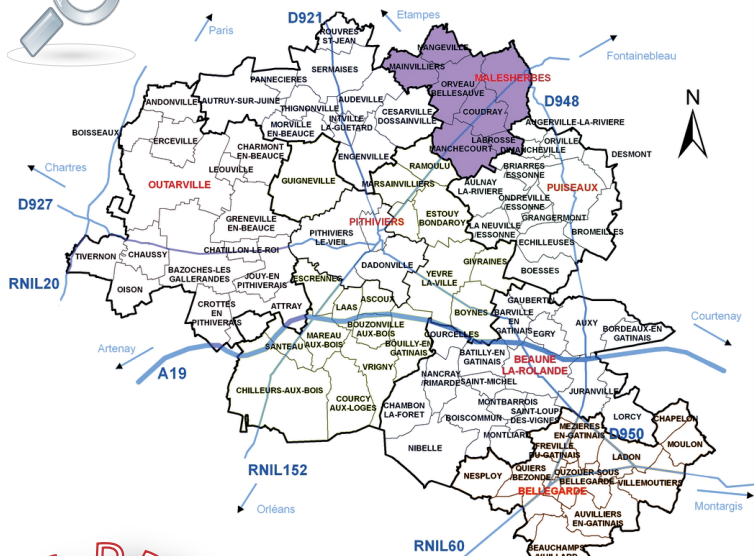 D921
Etampes
Paris
ROUVRES
ST-JEAN
NANGEVILLE
Fontainebleau
SERMAISES
MAINVILLIERS
MALESHERBES
PANNECIERES
ORVEAU
BELLESAUVE
ANDONVILLE
AUTRUY-SUR-JUINE
AUDEVILLE
D948
N
THIGNONVILLE
CESARVILLE
DOSSAINVILLE
COUDRAY
INTVILLE
LA-GUETARD
MORVILLE
EN-BEAUCE
ANGERVILLE-LA-RIVIERE
BOISSEAUX
ERCEVILLE
LABROSSE
ORVILLE
CHARMONT
EN-BEAUCE
MANCHECOURT
DIMANCHEVILLE
DESMONT
ENGENVILLE
LEOUVILLE
RAMOULU
BRIARRES
/ESSONNE
Chartres
OUTARVILLE
GUIGNEVILLE
MARSAINVILLIERS
AULNAY
LA-RIVIERE
PUISEAUX
D927
ONDREVILLE
/ESSONNE
GRENEVILLE
EN-BEAUCE
PITHIVIERS
ESTOUY
BONDAROY
GRANGERMONT
LA NEUVILLE
/ESSONNE
BROMEILLES
PITHIVIERS
LE-VIEIL
ECHILLEUSES
TIVERNON
CHAUSSY
CHATILLON-LE-ROI
GIVRAINES
DADONVILLE
BOESSES
BAZOCHES-LES
GALLERANDES
JOUY-EN
PITHIVERAIS
ESCRENNES
YEVRE
LA-VILLE
RNIL20
OISON
CROTTES
EN
PITHIVERAIS
ATTRAY
LAAS
ASCOUX
GAUBERTIN
BOYNES
BARVILLE
EN
GATINAIS
Courtenay
BOUZONVILLE
AUX-BOIS
AUXY
BORDEAUX-EN
GATINAIS
MAREAU
AUX-BOIS
COURCELLES
EGRY
SANTEAU
BOUILLY-EN
GATINAIS
Artenay
BATILLY-EN
GATINAIS
BEAUNE
LA-ROLANDE
A19
VRIGNY
NANCRAY
/RIMARDE
SAINT-MICHEL
CHILLEURS-AUX-BOIS
JURANVILLE
COURCY
AUX-LOGES
CHAMBON
LA-FORET
MONTBARROIS
SAINT-LOUP
DES-VIGNES
BOISCOMMUN
LORCY
CHAPELON
MEZIERES
EN-GATINAIS
D950
MONTLIARD
NIBELLE
FREVILLE
DU-GATINAIS
MOULON
LADON
RNIL152
NESPLOY
QUIERS
BEZONDE
OUZOUER-SOUS
BELLEGARDE
VILLEMOUTIERS
BELLEGARDE
Montargis
Orléans
AUVILLIERS
EN-GATINAIS
RNIL60
BEAUCHAMPS